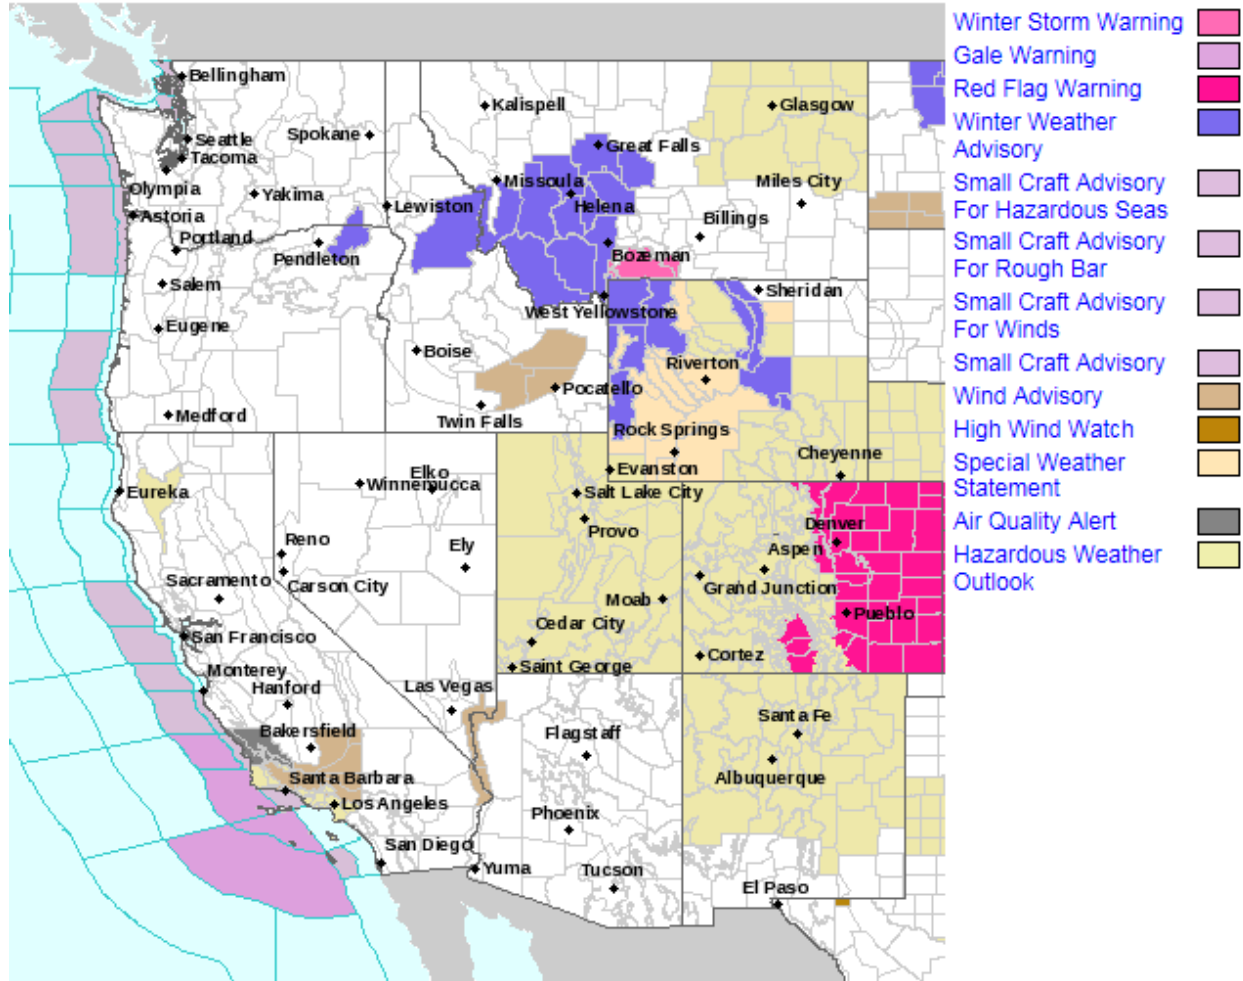 Bellingham
Seattle
Tacoma
Olympia
Spokane
Yakima
Astoria
Portland
Pendleton
Lewiston
Salem
Eugene
Medford
Kalispell
Great Falls
Missoula
Helena
Bozeman
Billings
Glasgow
Miles City
West Yellowstone
Sheridan
Boise
Pocatello
Twin Falls
Riverton
Rock Springs
Evanston
Cheyenne
Eureka
Elko
Winnemucca
Reno
Carson City
Ely
Salt Lake City
Provo
Moab
Cedar City
Saint George
Denver
Aspen
Grand Junction
Pueblo
Cortez
Sacramento
San Francisco
Monterey
Hanford
Bakersfield
Las Vegas
Santa Barbara
Los Angeles
San Diego
Yuma
Flagstaff
Phoenix
Tucson
Santa Fe
Albuquerque
El Paso
Winter Storm Warning
Gale Warning
Red Flag Warning
Winter Weather
Advisory
Small Craft Advisory
For Hazardous Seas
Small Craft Advisory
For Rough Bar
Small Craft Advisory
For Winds
Small Craft Advisory
Wind Advisory
High Wind Watch
Special Weather
Statement
Air Quality Alert
Hazardous Weather
Outlook